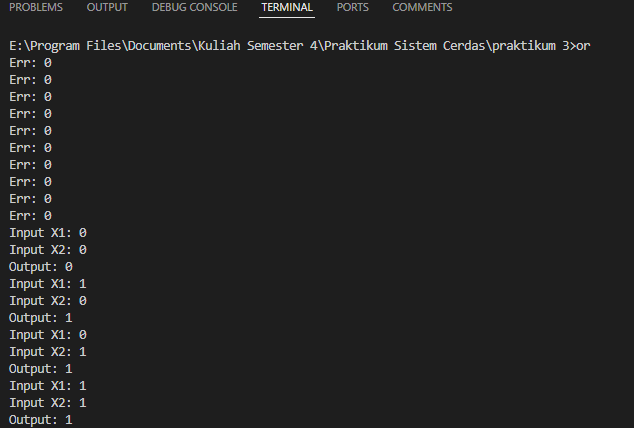 PROBLEMS OUTPUT DEBUG CONSOLE TERMINAL PORTS COMMENTS
E:\Program Files\Documents\Kuliah Semester 4\Praktikum Sistem Cerdas\praktikum 3>or
Err: 0
Err: 0
Err: 0
Err: 0
Err: 0
Err: 0
Err: 0
Err: 0
Err: 0
Err: 0
Input X1: 0
Input X2: 0
Output: 0
Input X1: 1
Input X2: 0
Output: 1
Input X1: 0
Input X2: 1
Output: 1
Input X1: 1
Input X2: 1
Output: 1